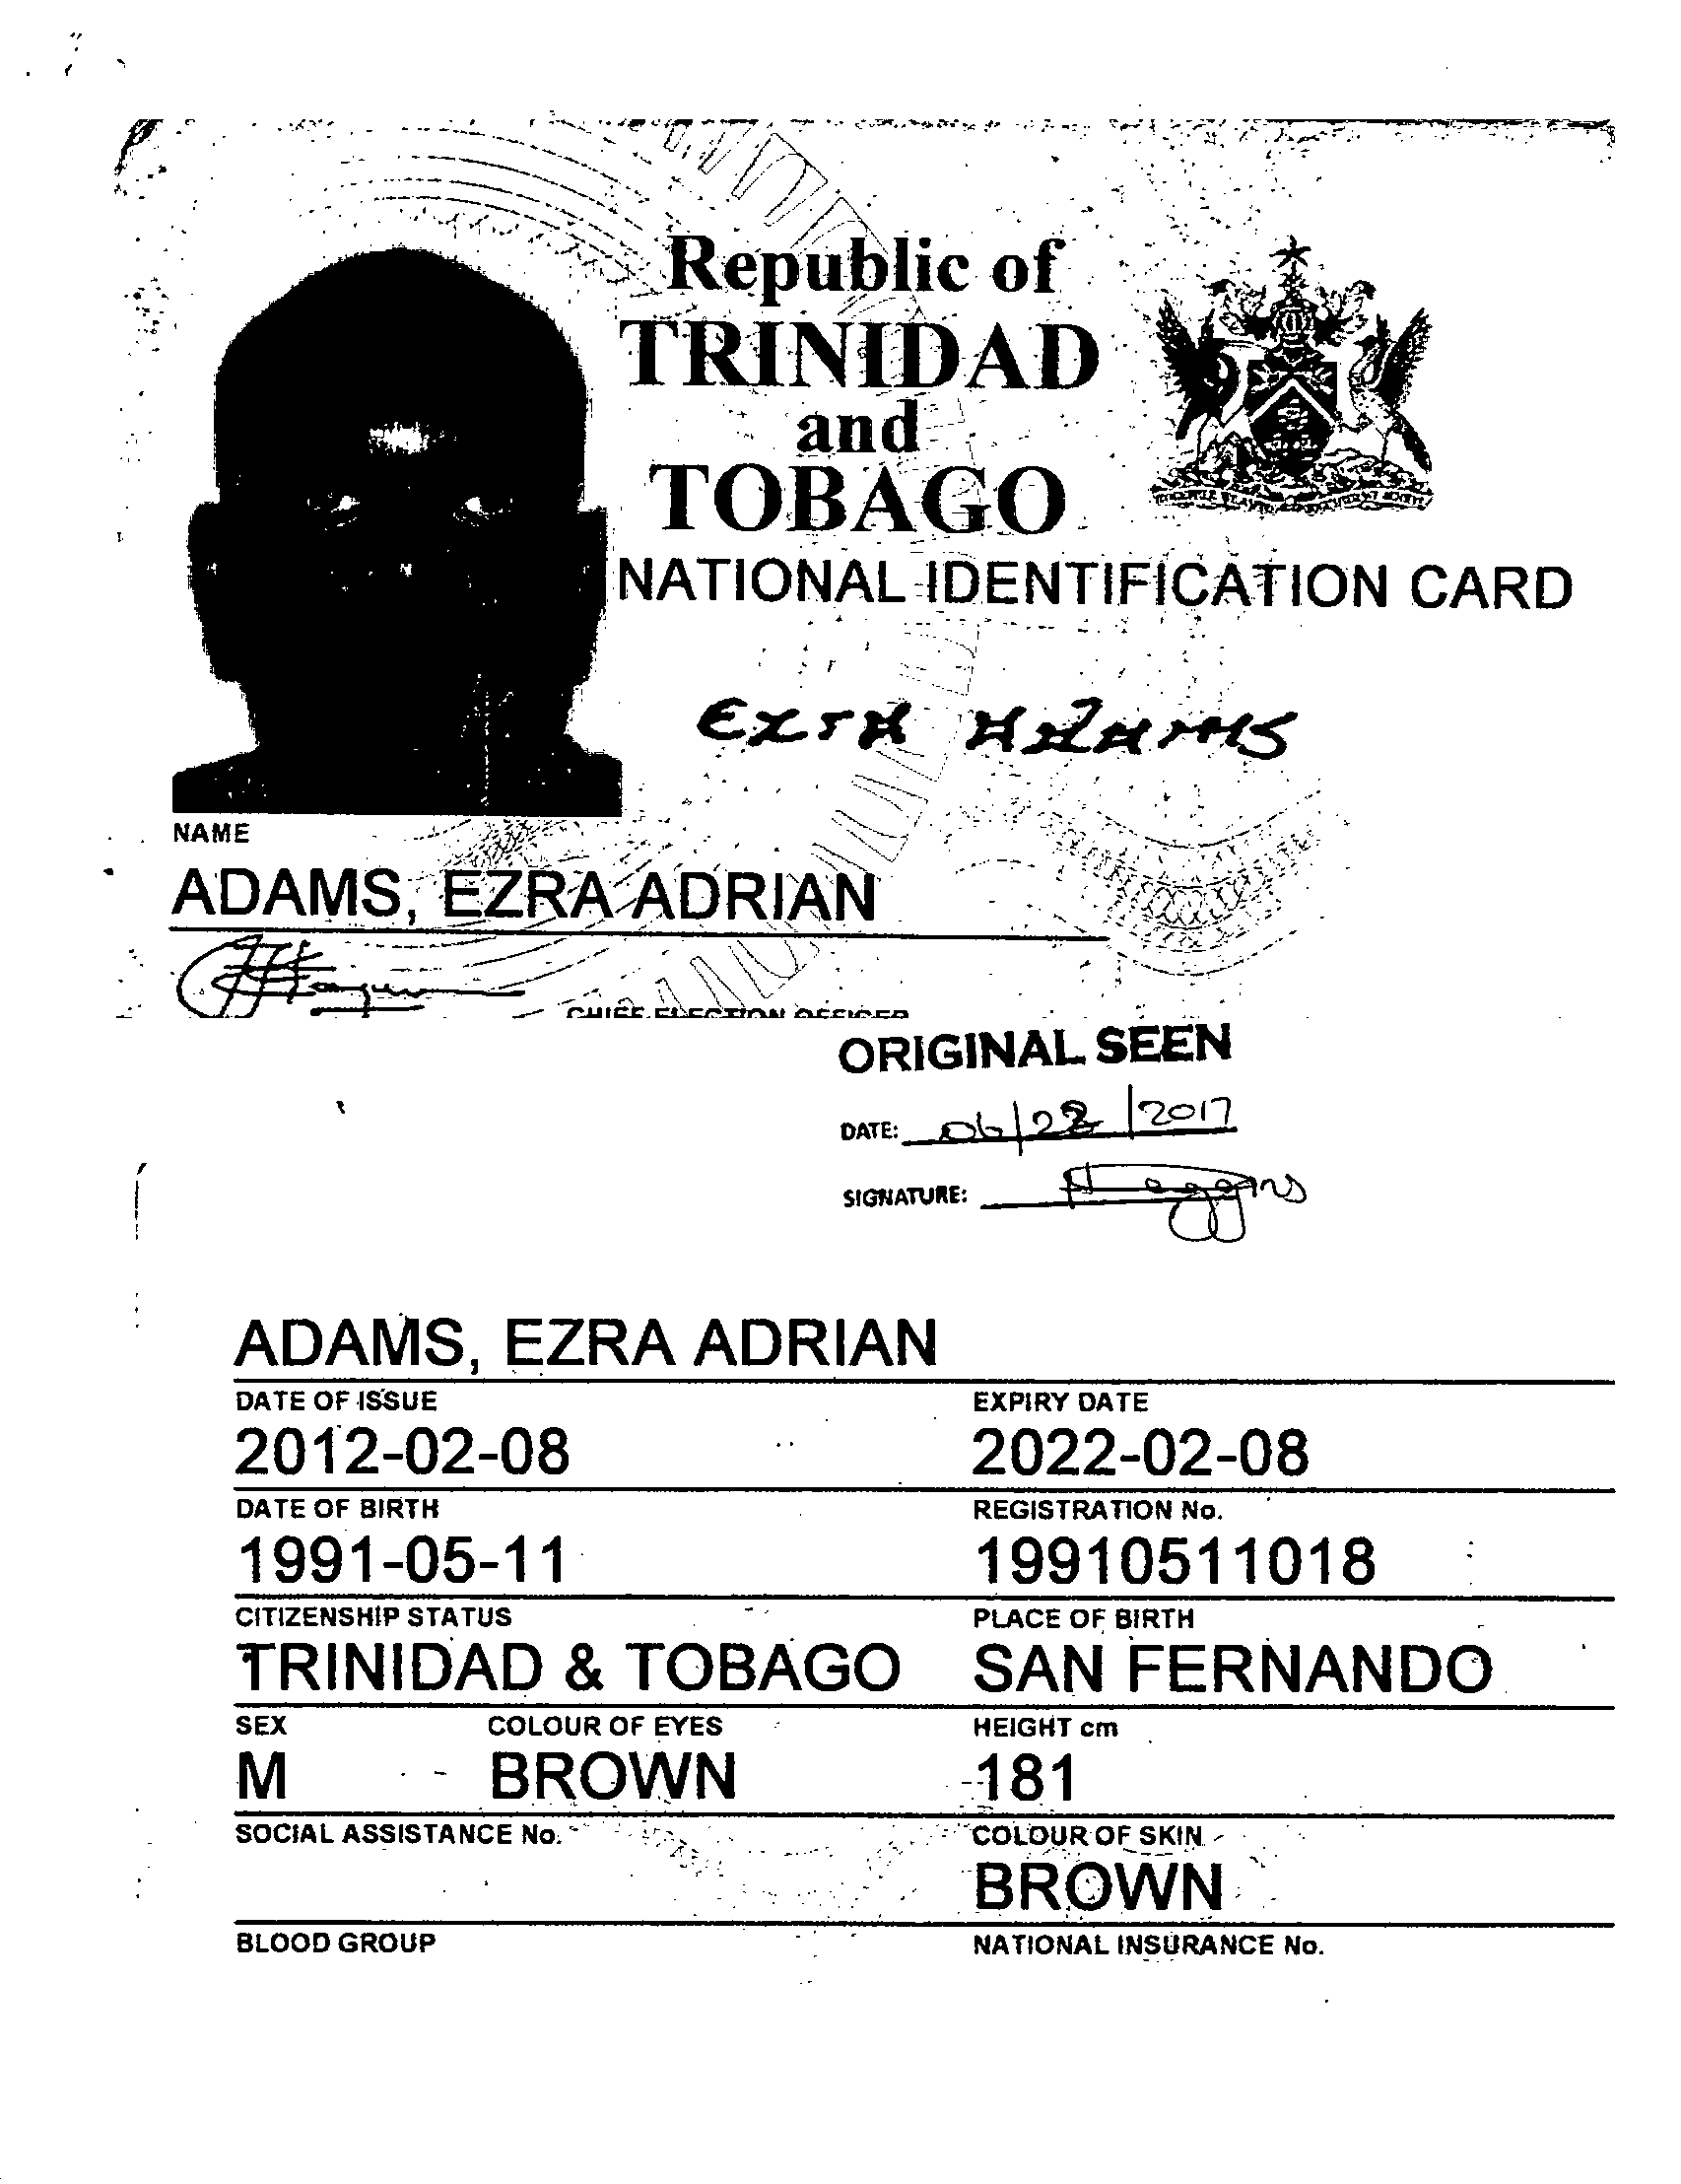 Republic of
TRINIDAD
and
TOBAGO
NATIONAL IDENTIFICATION CARD
Ezra Adams
NAME
ADAMS, EZRA ADRIAN
CHIEF ELECTION OFFICER
ORIGINAL SEEN
DATE: 06/28/2017
SIGNATURE:
ADAMS, EZRA ADRIAN
DATE OF ISSUE EXPIRY DATE
2012-02-08 2022-02-08
DATE OF BIRTH REGISTRATION No.
1991-05-11 19910511018
CITIZENSHIP STATUS PLACE OF BIRTH
TRINIDAD & TOBAGO SAN FERNANDO
SEX COLOUR OF EYES HEIGHT cm
M BROWN 181
SOCIAL ASSISTANCE No. COLOUR OF SKIN
BROWN
BLOOD GROUP NATIONAL INSURANCE No.